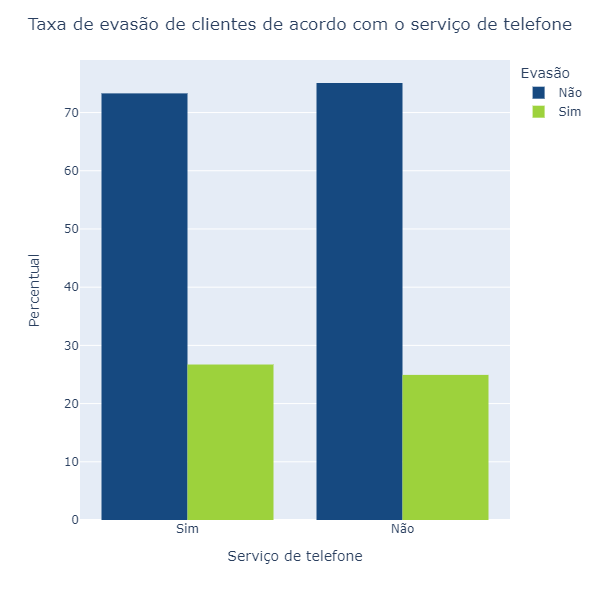 Taxa de evasão de clientes de acordo com o serviço de telefone
Evasão
Não
Sim
Percentual
70
60
50
40
30
20
10
0
Sim
Não
Serviço de telefone